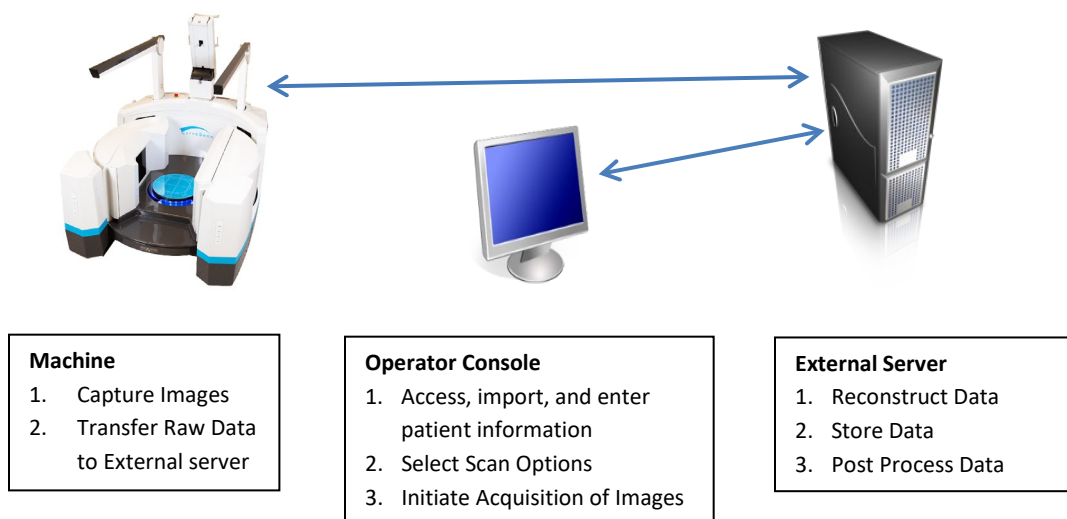 Machine
1. Capture Images
2. Transfer Raw Data
to External server
Operator Console
1. Access, import, and enter
patient information
2. Select Scan Options
3. Initiate Acquisition of Images
External Server
1. Reconstruct Data
2. Store Data
3. Post Process Data